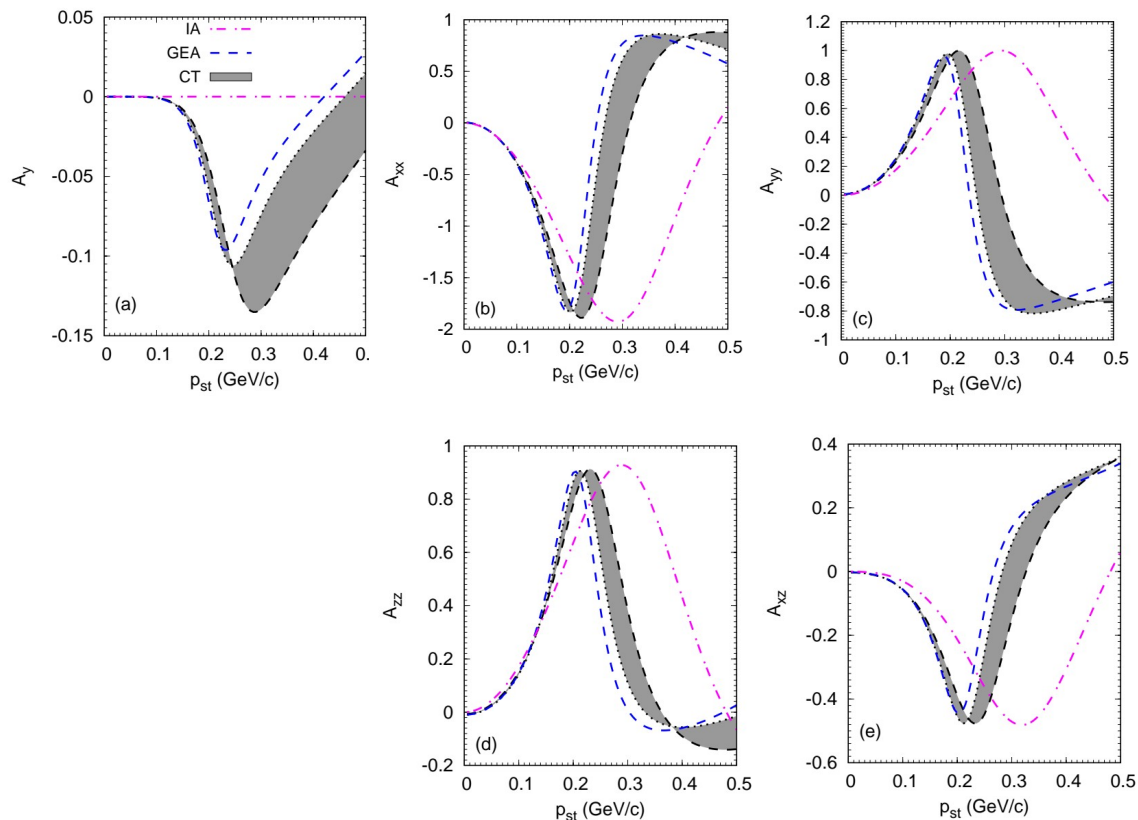 0.05
0
-0.05
-0.1
-0.15
A_y
IA
GEA
CT
(a)
0 0.1 0.2 0.3 0.4 0.
p_st (GeV/c)
1
0.5
0
-0.5
-1
-1.5
-2
A_xx
(b)
0 0.1 0.2 0.3 0.4 0.5
p_st (GeV/c)
1.2
1
0.8
0.6
0.4
0.2
0
-0.2
-0.4
-0.6
-0.8
-1
A_yy
(c)
0 0.1 0.2 0.3 0.4 0.5
p_st (GeV/c)
1
0.8
0.6
0.4
0.2
0
-0.2
A_zz
(d)
0 0.1 0.2 0.3 0.4 0.5
p_st (GeV/c)
0.4
0.2
0
-0.2
-0.4
-0.6
A_xz
(e)
0 0.1 0.2 0.3 0.4 0.5
p_st (GeV/c)